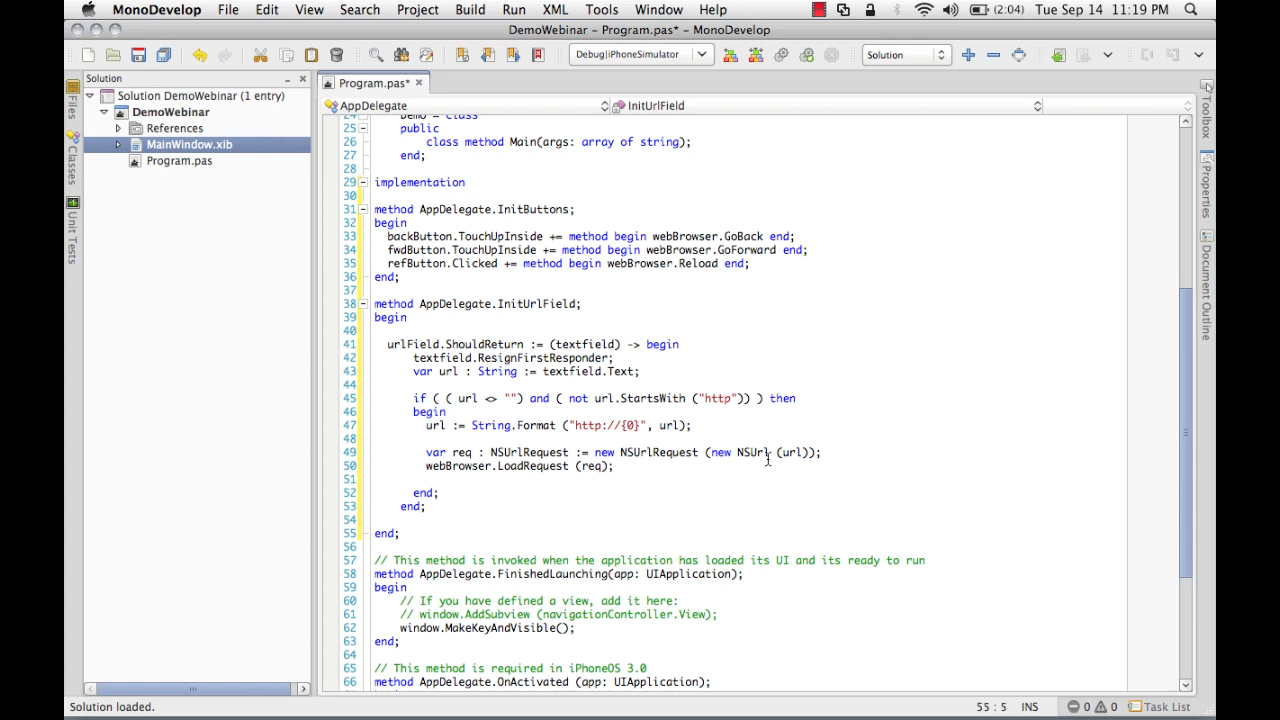 MonoDevelop File Edit View Search Project Build Run XML Tools Window Help (2:04) Tue Sep 14 11:19 PM
DemoWebinar – Program.pas* – MonoDevelop
Debug|iPhoneSimulator Solution
Solution
Program.pas*
Files
Classes
Unit Tests
Solution DemoWebinar (1 entry)
DemoWebinar
References
MainWindow.xib
Program.pas
AppDelegate InitUrlField
24 Demo = class
25 public
26 class method Main(args: array of string);
27 end;
28
29 implementation
30
31 method AppDelegate.InitButtons;
32 begin
33 backButton.TouchUpInside += method begin webBrowser.GoBack end;
34 fwdButton.TouchUpInside += method begin webBrowser.GoForward end;
35 refButton.Clicked += method begin webBrowser.Reload end;
36 end;
37
38 method AppDelegate.InitUrlField;
39 begin
40
41 urlField.ShouldReturn := (textfield) -> begin
42 textfield.ResignFirstResponder;
43 var url : String := textfield.Text;
44
45 if ( ( url <> "") and ( not url.StartsWith ("http")) ) then
46 begin
47 url := String.Format ("http://{0}", url);
48
49 var req : NSUrlRequest := new NSUrlRequest (new NSUrl (url));
50 webBrowser.LoadRequest (req);
51
52 end;
53 end;
54
55 end;
56
57 // This method is invoked when the application has loaded its UI and its ready to run
58 method AppDelegate.FinishedLaunching(app: UIApplication);
59 begin
60 // If you have defined a view, add it here:
61 // window.AddSubview (navigationController.View);
62 window.MakeKeyAndVisible();
63 end;
64
65 // This method is required in iPhoneOS 3.0
66 method AppDelegate.OnActivated (app: UIApplication);
Toolbox
Properties
Document Outline
Solution loaded. 55 : 5 INS 0 0 Task List